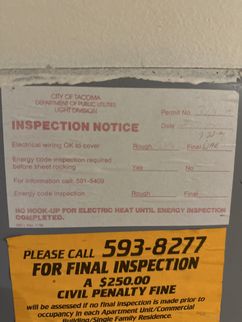 CITY OF TACOMA
DEPARTMENT OF PUBLIC UTILITIES
LIGHT DIVISION
Permit No.
INSPECTION NOTICE Date
Electrical wiring OK to cover Rough Final
Energy code inspection required
before sheet rocking Yes No
For information call: 591-5409
Energy code inspection Rough Final
NO HOOK-UP FOR ELECTRIC HEAT UNTIL ENERGY INSPECTION
COMPLETED.
PLEASE CALL 593-8277
FOR FINAL INSPECTION
A $250.00
CIVIL PENALTY FINE
will be assessed if no final inspection is made prior to
occupancy in each Apartment Unit/Commercial
Building/Single Family Residence.